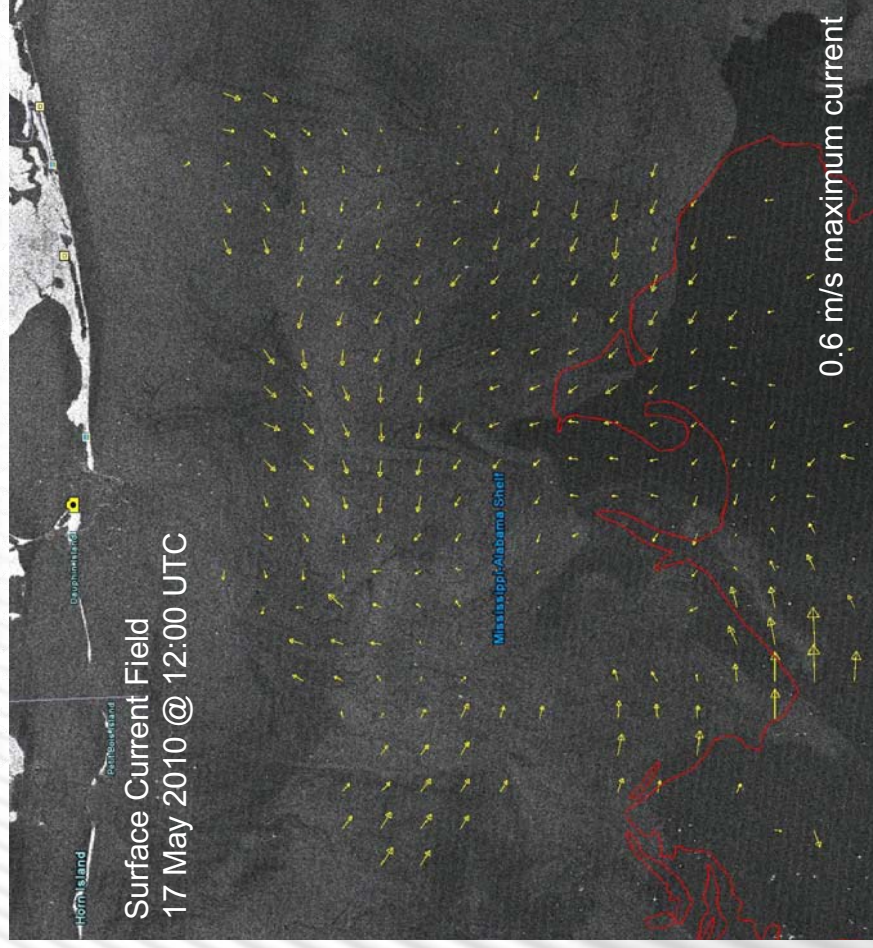 Surface Current Field
17 May 2010 @ 12:00 UTC
Horn Island
Petit Bois Island
Dauphin Island
Mississippi-Alabama Shelf
0.6 m/s maximum current